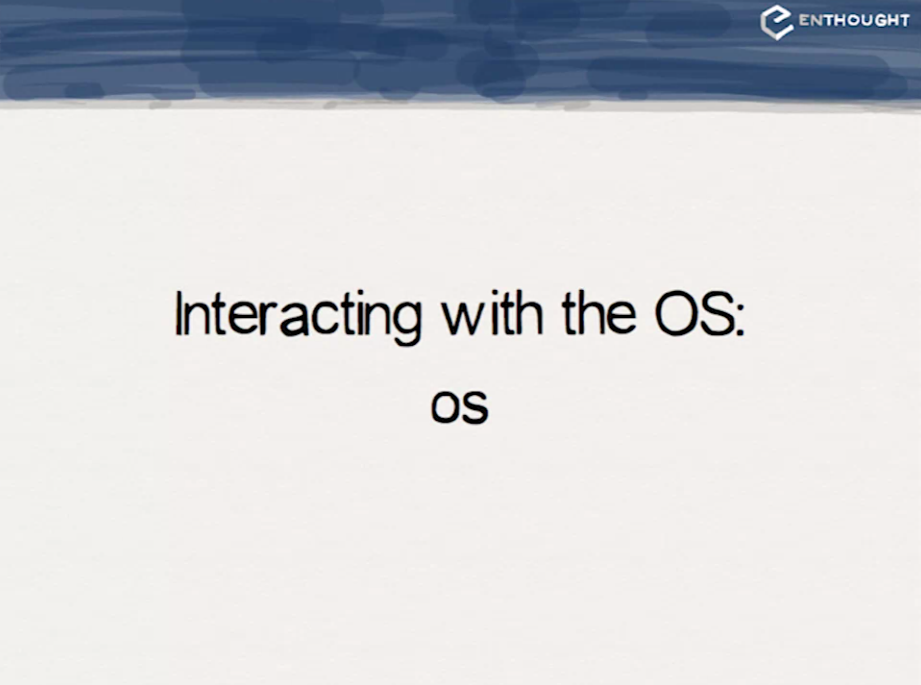 ENTHOUGHT
Interacting with the OS:
os